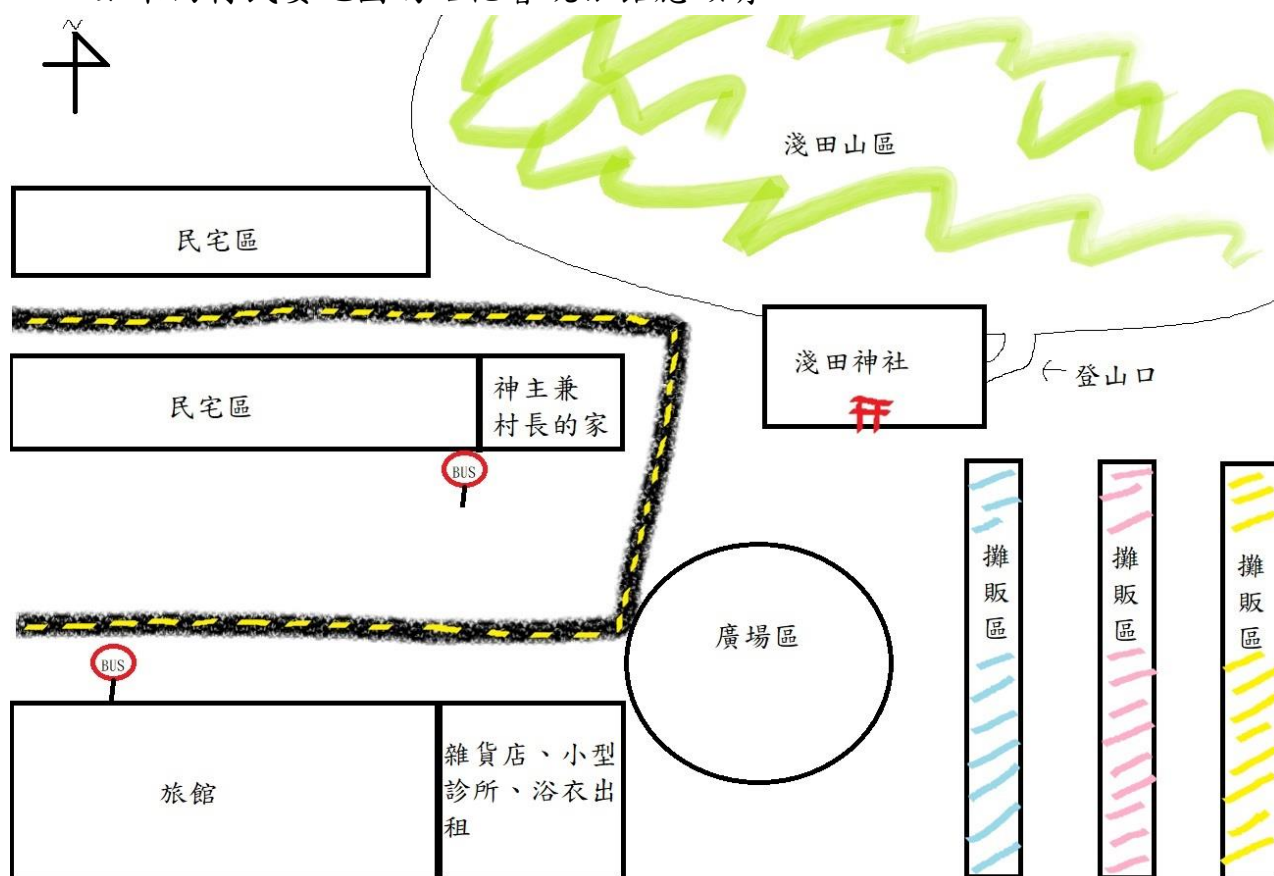 N
淺田山區
民宅區
淺田神社
登山口
民宅區
神主兼
村長的家
BUS
攤販區
攤販區
攤販區
廣場區
BUS
旅館
雜貨店、小型
診所、浴衣出
租